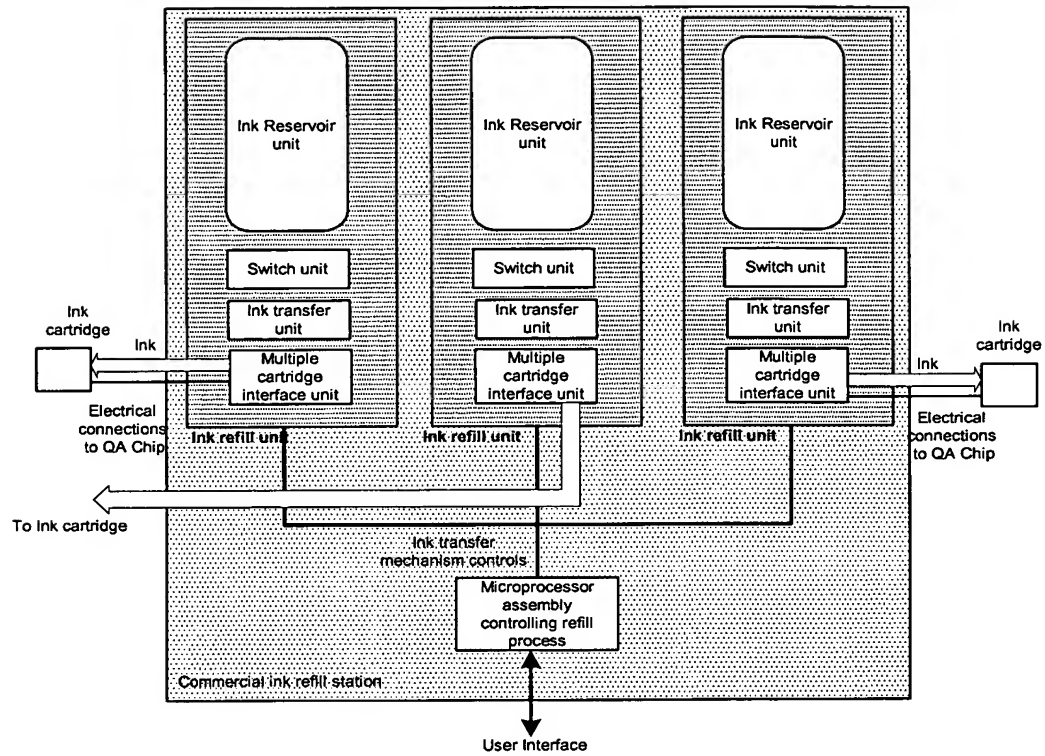 Ink Reservoir
unit
Ink Reservoir
unit
Ink Reservoir
unit
Switch unit
Switch unit
Switch unit
Ink transfer
unit
Ink transfer
unit
Ink transfer
unit
Multiple
cartridge
interface unit
Multiple
cartridge
interface unit
Multiple
cartridge
interface unit
Ink
cartridge
Ink
Ink
cartridge
Ink
Electrical
connections
to QA Chip
Electrical
connections
to QA Chip
Ink refill unit
Ink refill unit
Ink refill unit
To Ink cartridge
Ink transfer
mechanism controls
Microprocessor
assembly
controlling refill
process
Commercial ink refill station
User Interface